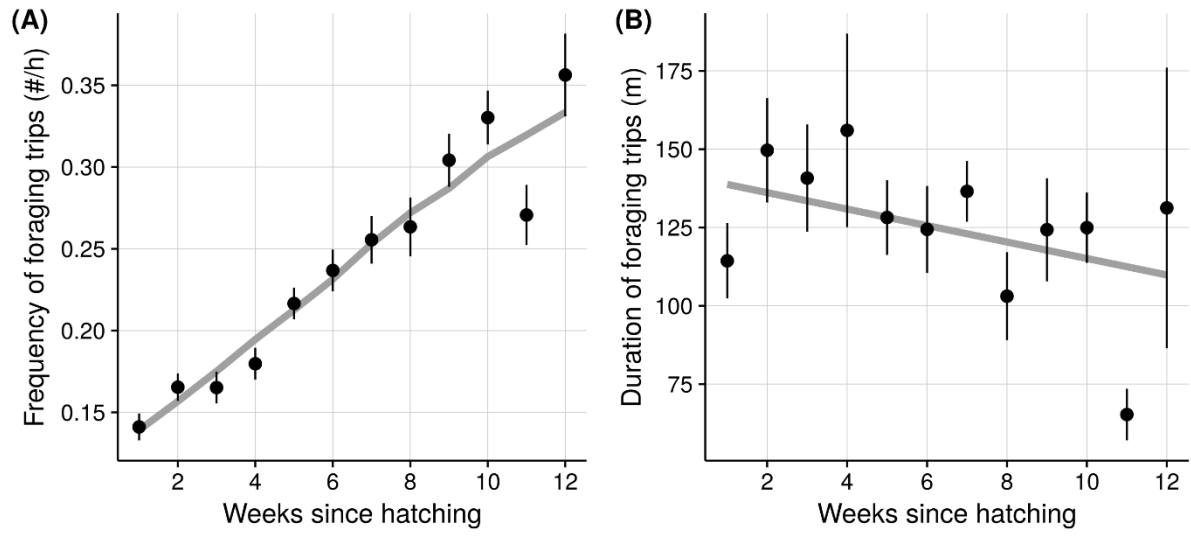 (A)
Frequency of foraging trips (#/h)
0.35
0.30
0.25
0.20
0.15
2 4 6 8 10 12
Weeks since hatching
(B)
Duration of foraging trips (m)
175
150
125
100
75
2 4 6 8 10 12
Weeks since hatching